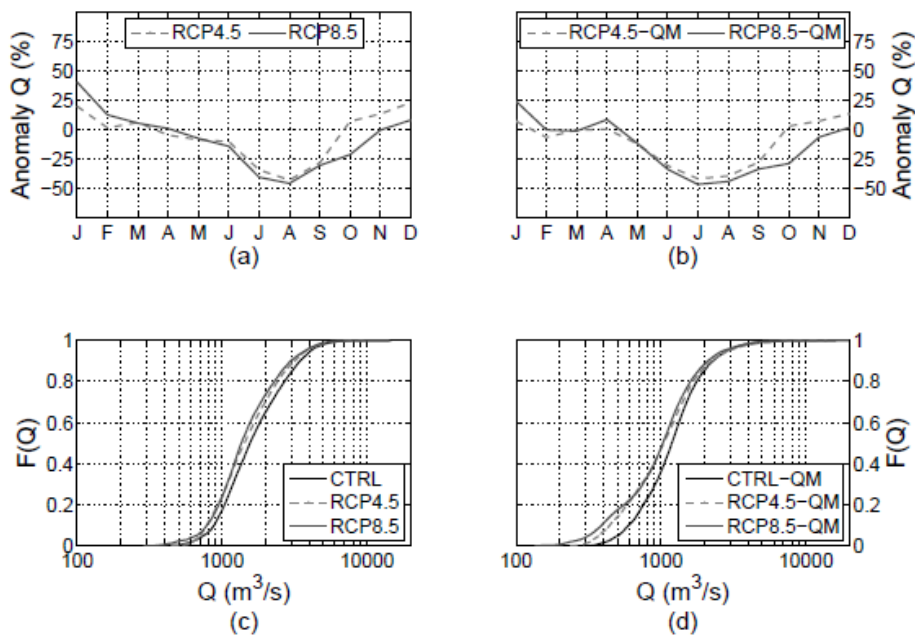 RCP4.5 RCP8.5
Anomaly Q (%)
75
50
25
0
−25
−50
J F M A M J J A S O N D
(a)
RCP4.5−QM RCP8.5−QM
Anomaly Q (%)
75
50
25
0
−25
−50
J F M A M J J A S O N D
(b)
F(Q)
1
0.8
0.6
0.4
0.2
0
CTRL
RCP4.5
RCP8.5
100 1000 10000
Q (m³/s)
(c)
F(Q)
1
0.8
0.6
0.4
0.2
0
CTRL−QM
RCP4.5−QM
RCP8.5−QM
100 1000 10000
Q (m³/s)
(d)